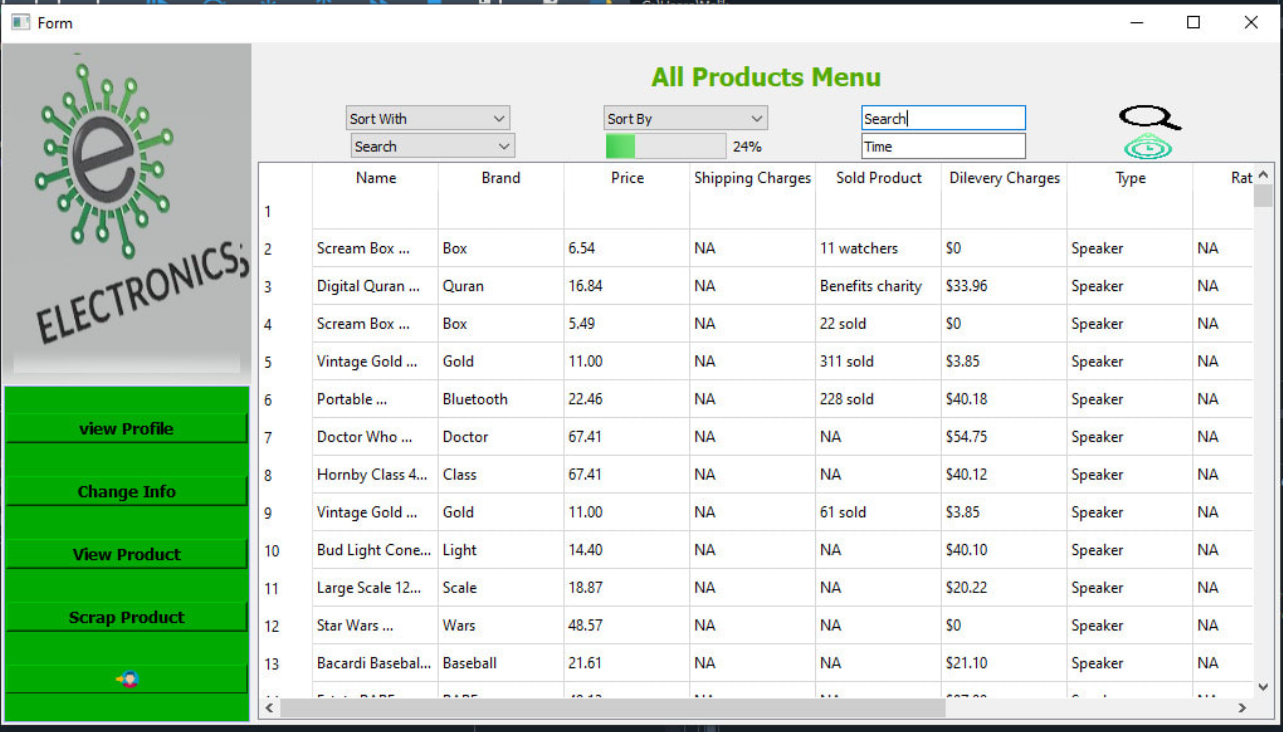 Form
ELECTRONICS
All Products Menu
Sort With
Sort By
Search
Search
24%
Time
view Profile
Change Info
View Product
Scrap Product
Name Brand Price Shipping Charges Sold Product Dilevery Charges Type Rat
1
2 Scream Box ... Box 6.54 NA 11 watchers $0 Speaker NA
3 Digital Quran ... Quran 16.84 NA Benefits charity $33.96 Speaker NA
4 Scream Box ... Box 5.49 NA 22 sold $0 Speaker NA
5 Vintage Gold ... Gold 11.00 NA 311 sold $3.85 Speaker NA
6 Portable ... Bluetooth 22.46 NA 228 sold $40.18 Speaker NA
7 Doctor Who ... Doctor 67.41 NA NA $54.75 Speaker NA
8 Hornby Class 4... Class 67.41 NA NA $40.12 Speaker NA
9 Vintage Gold ... Gold 11.00 NA 61 sold $3.85 Speaker NA
10 Bud Light Cone... Light 14.40 NA NA $40.10 Speaker NA
11 Large Scale 12... Scale 18.87 NA NA $20.22 Speaker NA
12 Star Wars ... Wars 48.57 NA NA $0 Speaker NA
13 Bacardi Basebal... Baseball 21.61 NA NA $21.10 Speaker NA